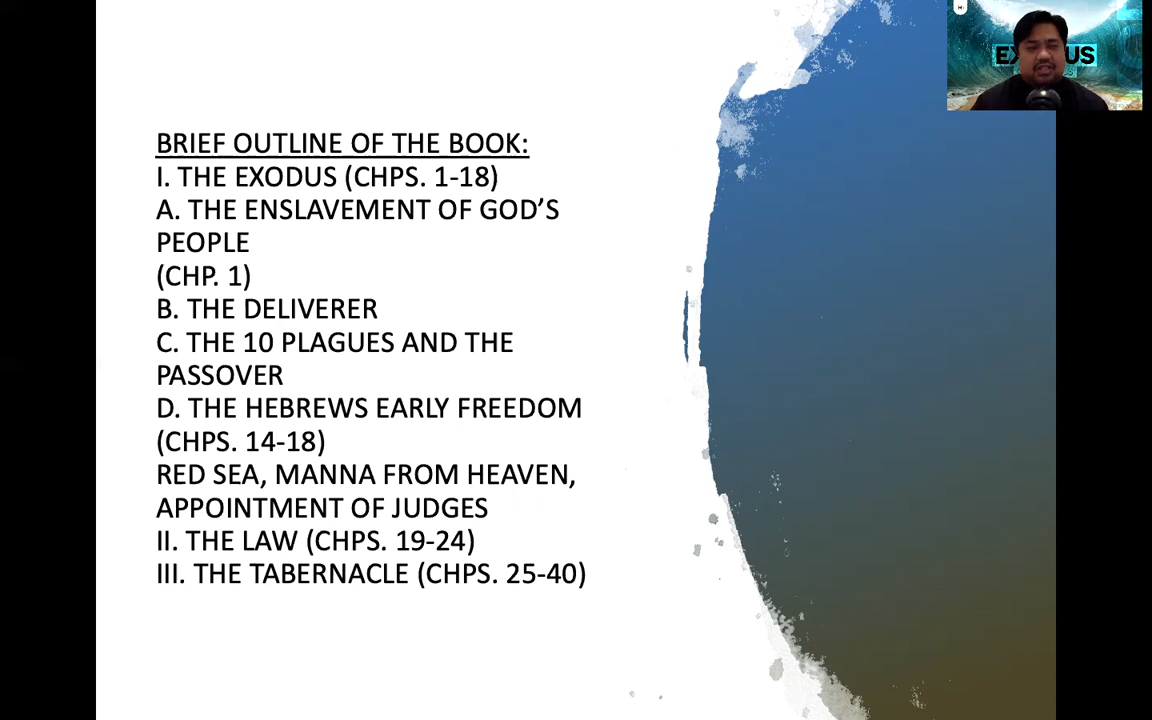 BRIEF OUTLINE OF THE BOOK:
I. THE EXODUS (CHPS. 1-18)
A. THE ENSLAVEMENT OF GOD’S
PEOPLE
(CHP. 1)
B. THE DELIVERER
C. THE 10 PLAGUES AND THE
PASSOVER
D. THE HEBREWS EARLY FREEDOM
(CHPS. 14-18)
RED SEA, MANNA FROM HEAVEN,
APPOINTMENT OF JUDGES
II. THE LAW (CHPS. 19-24)
III. THE TABERNACLE (CHPS. 25-40)